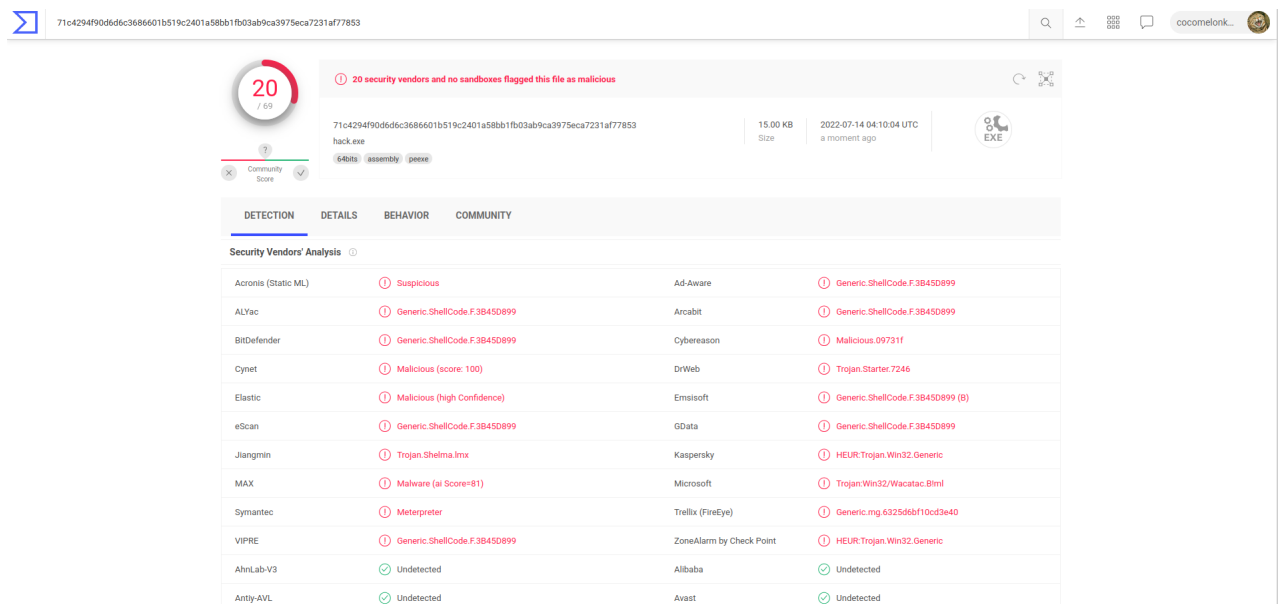 71c4294f90d6d6c3686601b519c2401a58bb1fb03ab9ca3975eca7231af77853
cocomelonk...
20
/ 69
20 security vendors and no sandboxes flagged this file as malicious
71c4294f90d6d6c3686601b519c2401a58bb1fb03ab9ca3975eca7231af77853
hack.exe
64bits assembly peexe
15.00 KB
Size
2022-07-14 04:10:04 UTC
a moment ago
EXE
?
Community
Score
DETECTION DETAILS BEHAVIOR COMMUNITY
Security Vendors' Analysis
Acronis (Static ML) Suspicious Ad-Aware Generic.ShellCode.F.3B45D899
ALYac Generic.ShellCode.F.3B45D899 Arcabit Generic.ShellCode.F.3B45D899
BitDefender Generic.ShellCode.F.3B45D899 Cybereason Malicious.09731f
Cynet Malicious (score: 100) DrWeb Trojan.Starter.7246
Elastic Malicious (high Confidence) Emsisoft Generic.ShellCode.F.3B45D899 (B)
eScan Generic.ShellCode.F.3B45D899 GData Generic.ShellCode.F.3B45D899
Jiangmin Trojan.Shelma.lmx Kaspersky HEUR:Trojan.Win32.Generic
MAX Malware (ai Score=81) Microsoft Trojan:Win32/Wacatac.B!ml
Symantec Meterpreter Trellix (FireEye) Generic.mg.6325d6bf10cd3e40
VIPRE Generic.ShellCode.F.3B45D899 ZoneAlarm by Check Point HEUR:Trojan.Win32.Generic
AhnLab-V3 Undetected Alibaba Undetected
Antiy-AVL Undetected Avast Undetected